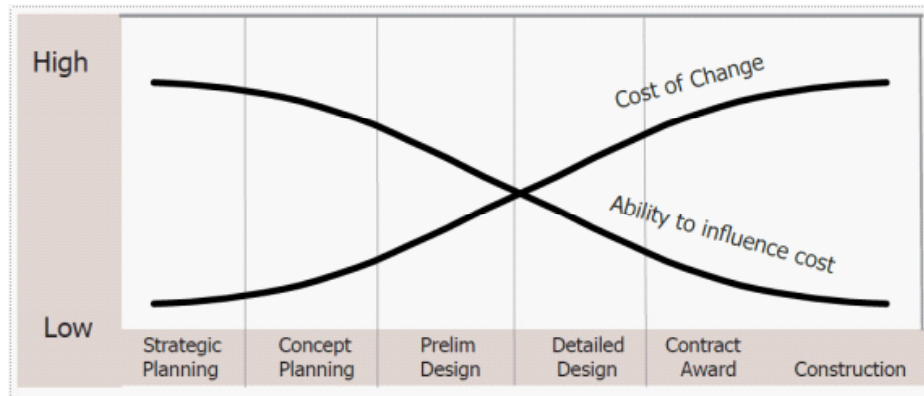 High
Cost of Change
Ability to influence cost
Low
Strategic Planning
Concept Planning
Prelim Design
Detailed Design
Contract Award
Construction